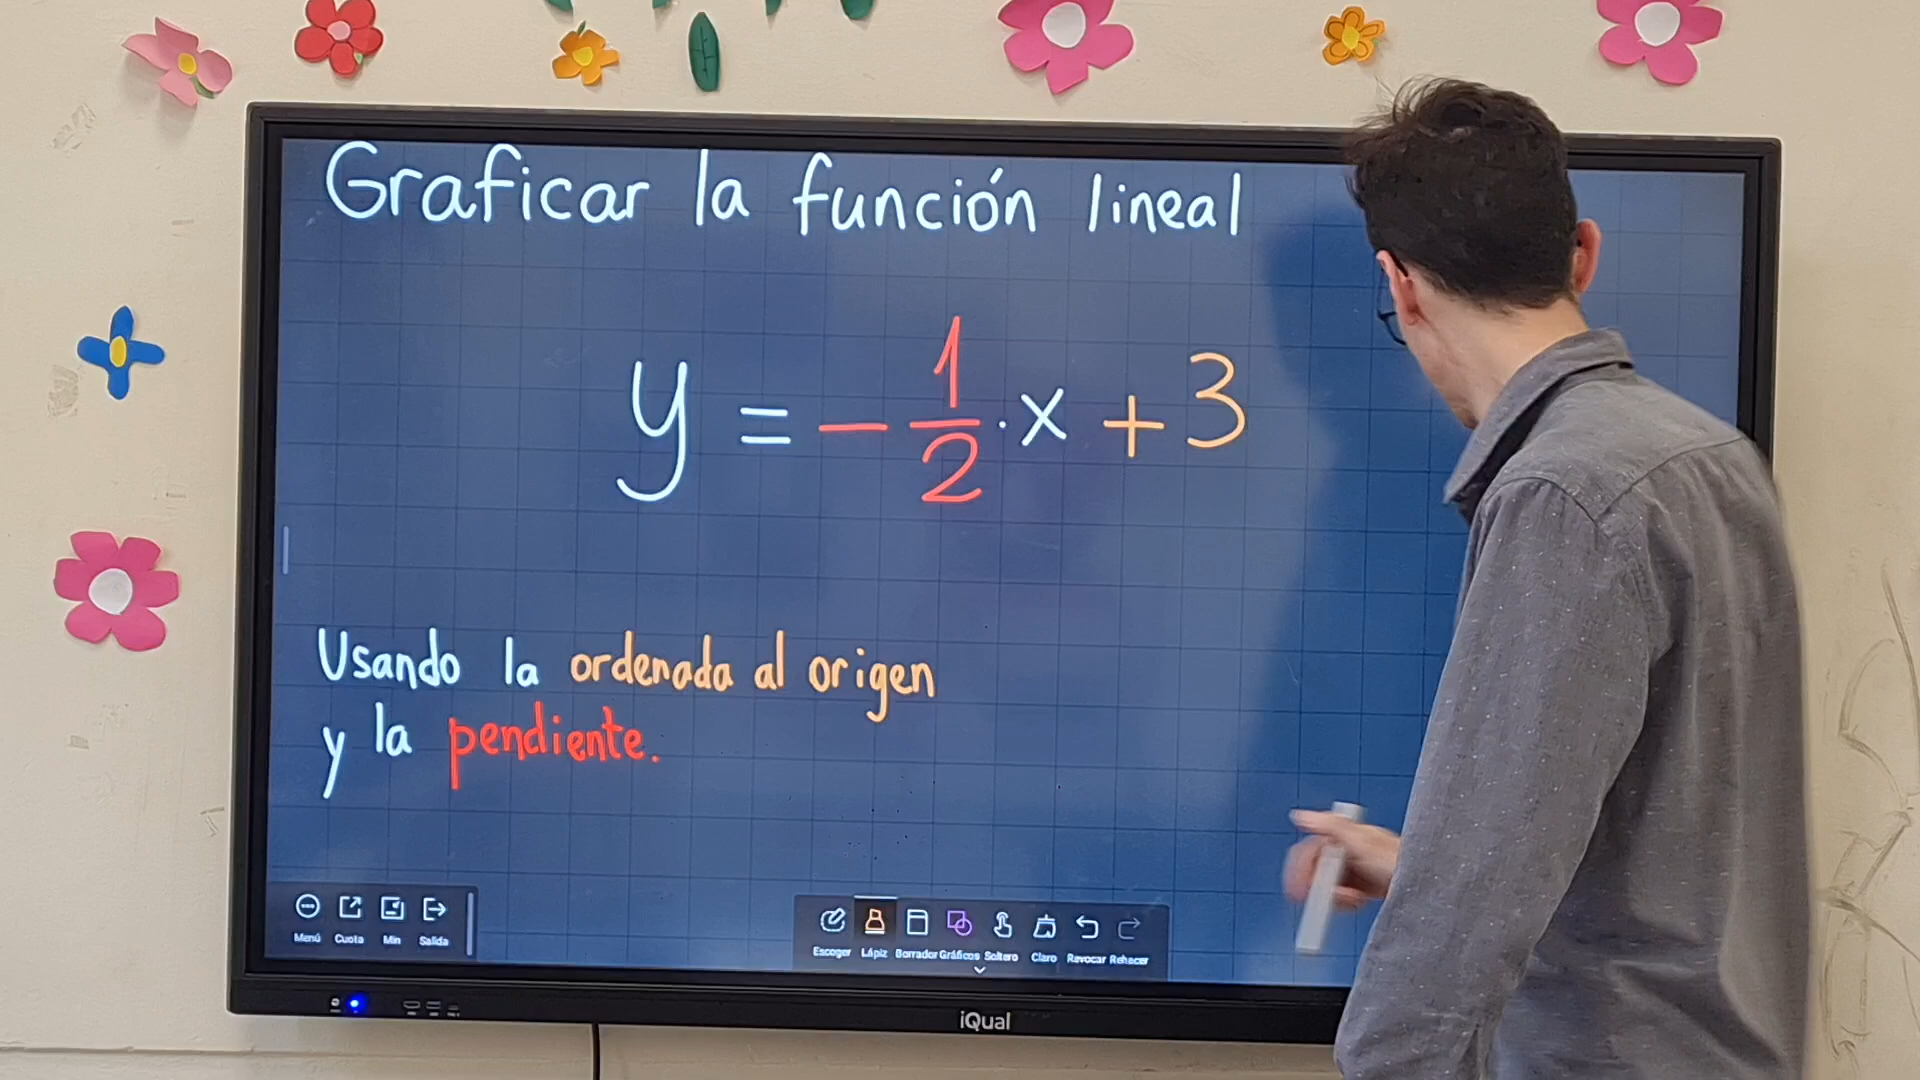 Graficar la función lineal
y = - 1/2 · x + 3
Usando la ordenada al origen
y la pendiente.
Menú Cuota Min Salida
Escoger Lápiz Borrador Gráficos Soltero Claro Revocar Rehacer
iQual